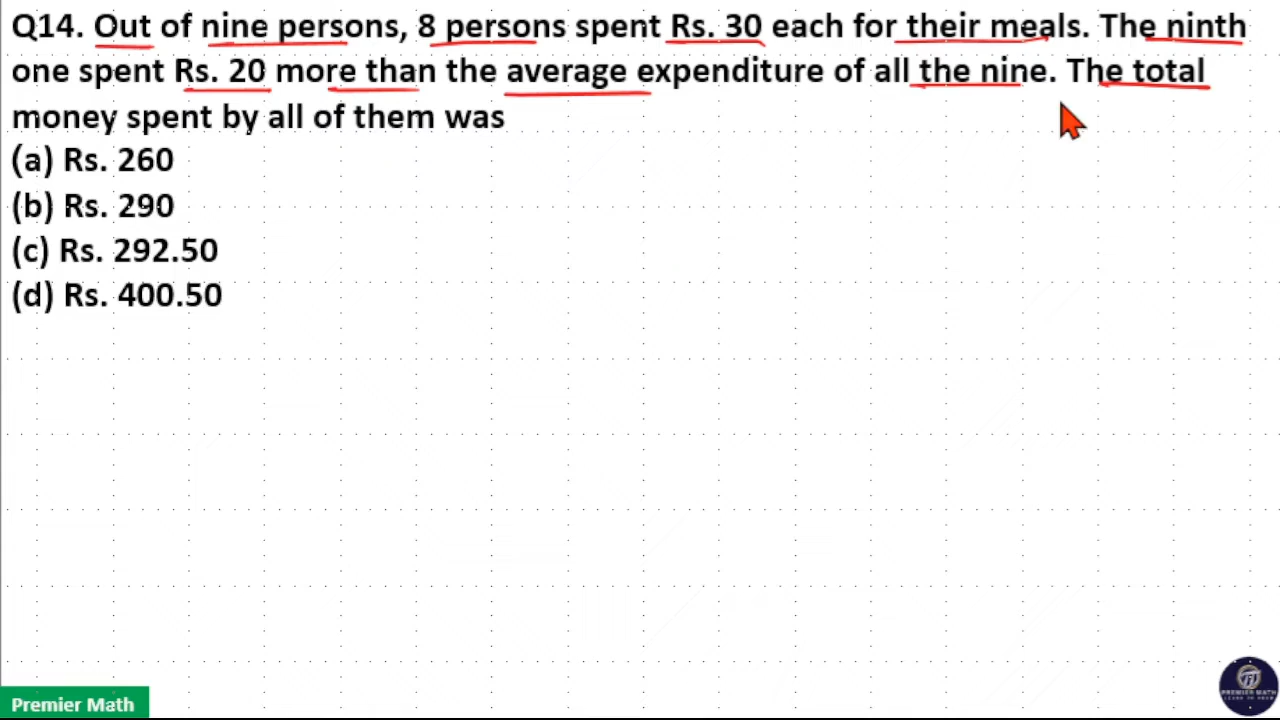 Q14. Out of nine persons, 8 persons spent Rs. 30 each for their meals. The ninth
one spent Rs. 20 more than the average expenditure of all the nine. The total
money spent by all of them was
(a) Rs. 260
(b) Rs. 290
(c) Rs. 292.50
(d) Rs. 400.50
Premier Math
PREMIER MATH